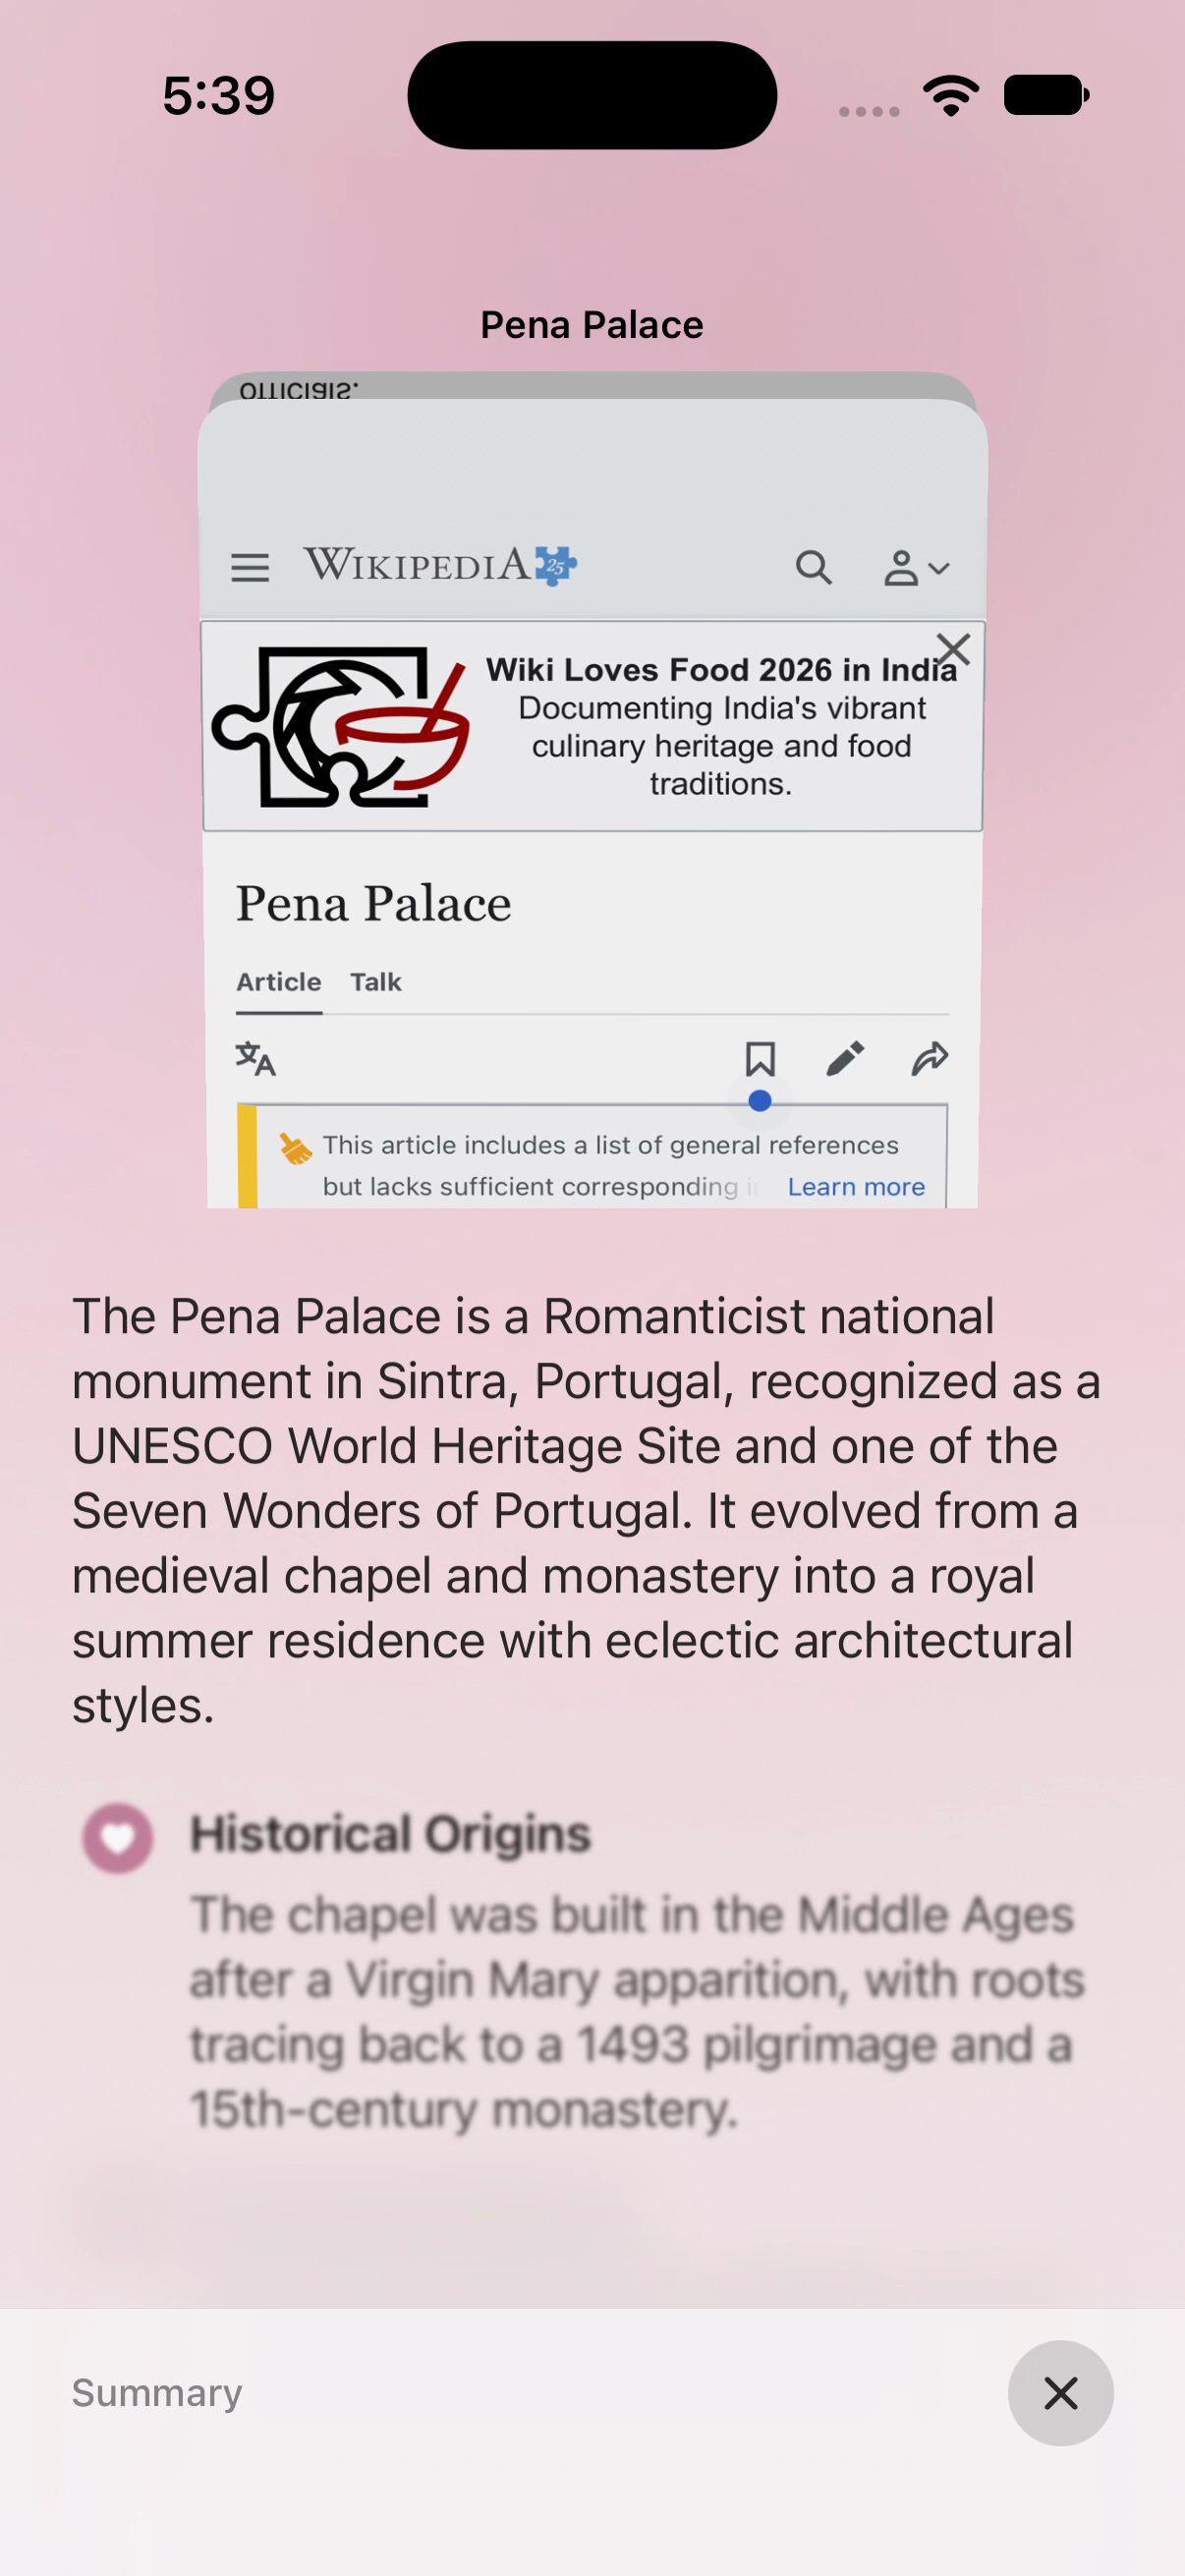 5:39
Pena Palace
officials:
WIKIPEDIA 25
Wiki Loves Food 2026 in India
Documenting India's vibrant
culinary heritage and food
traditions.
Pena Palace
Article Talk
文A
This article includes a list of general references
but lacks sufficient corresponding Learn more
The Pena Palace is a Romanticist national
monument in Sintra, Portugal, recognized as a
UNESCO World Heritage Site and one of the
Seven Wonders of Portugal. It evolved from a
medieval chapel and monastery into a royal
summer residence with eclectic architectural
styles.
Historical Origins
The chapel was built in the Middle Ages
after a Virgin Mary apparition, with roots
tracing back to a 1493 pilgrimage and a
15th-century monastery.
Summary